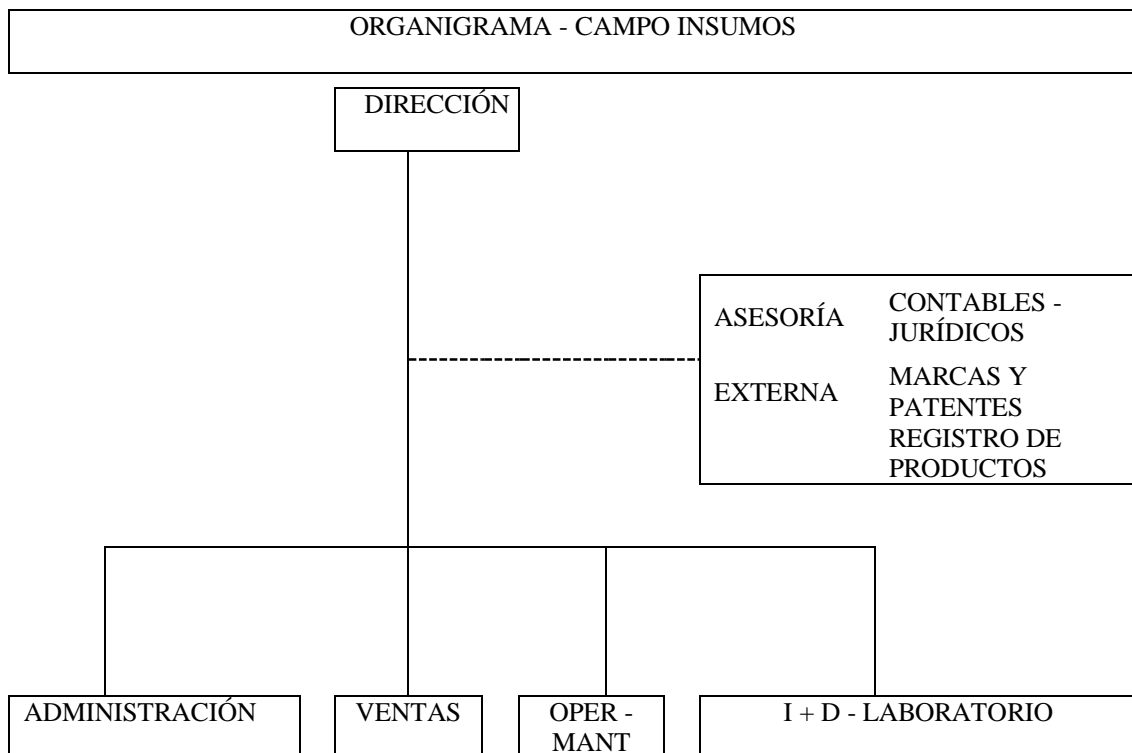 ORGANIGRAMA - CAMPO INSUMOS
DIRECCIÓN
ASESORÍA
EXTERNA
CONTABLES -
JURÍDICOS
MARCAS Y
PATENTES
REGISTRO DE
PRODUCTOS
ADMINISTRACIÓN
VENTAS
OPER -
MANT
I + D - LABORATORIO